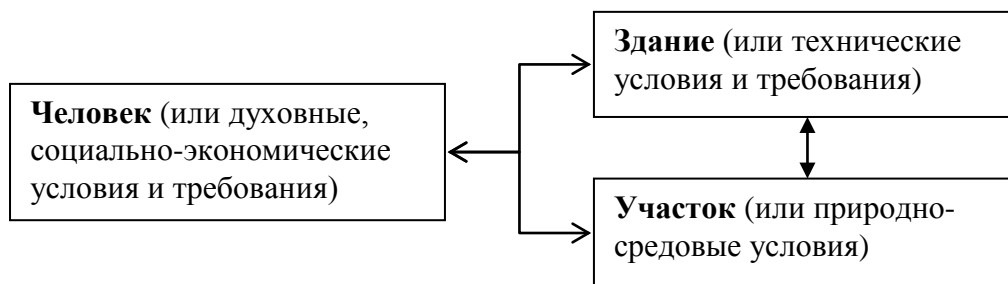 Здание (или технические
условия и требования)
Человек (или духовные,
социально-экономические
условия и требования)
Участок (или природно-
средовые условия)